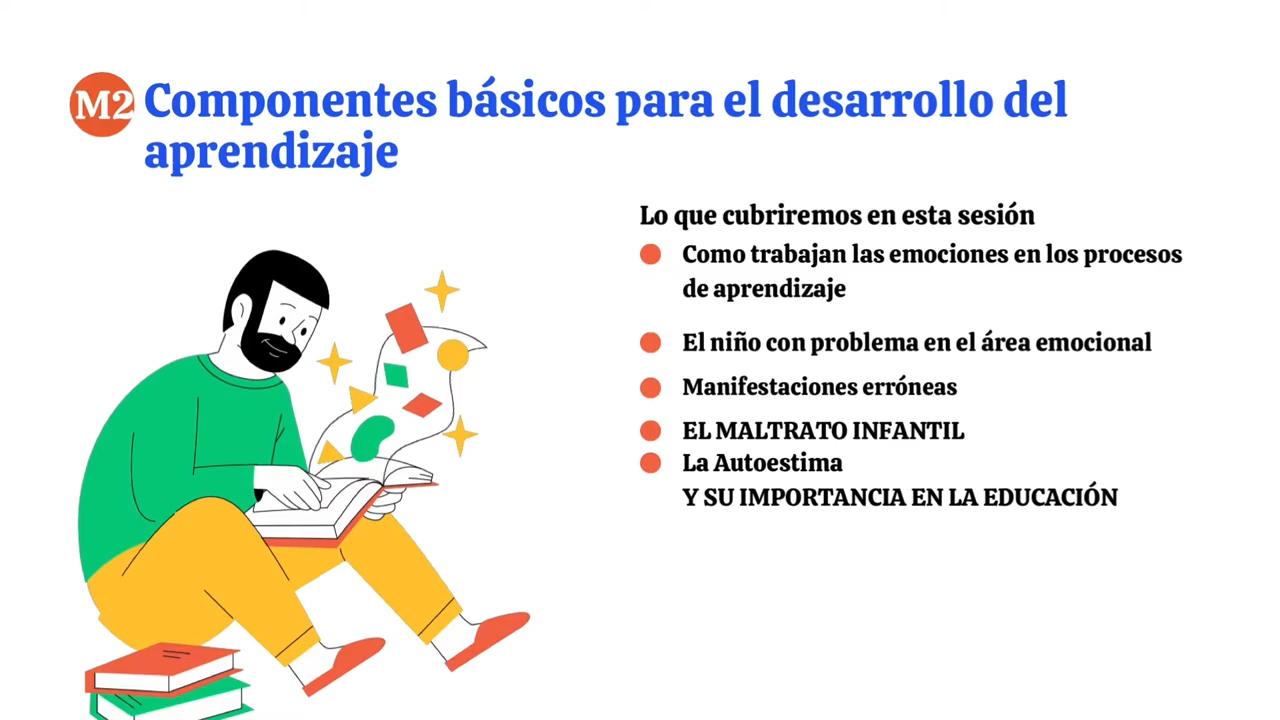 M2 Componentes básicos para el desarrollo del
aprendizaje
Lo que cubriremos en esta sesión
Como trabajan las emociones en los procesos
de aprendizaje
El niño con problema en el área emocional
Manifestaciones erróneas
EL MALTRATO INFANTIL
La Autoestima
Y SU IMPORTANCIA EN LA EDUCACIÓN